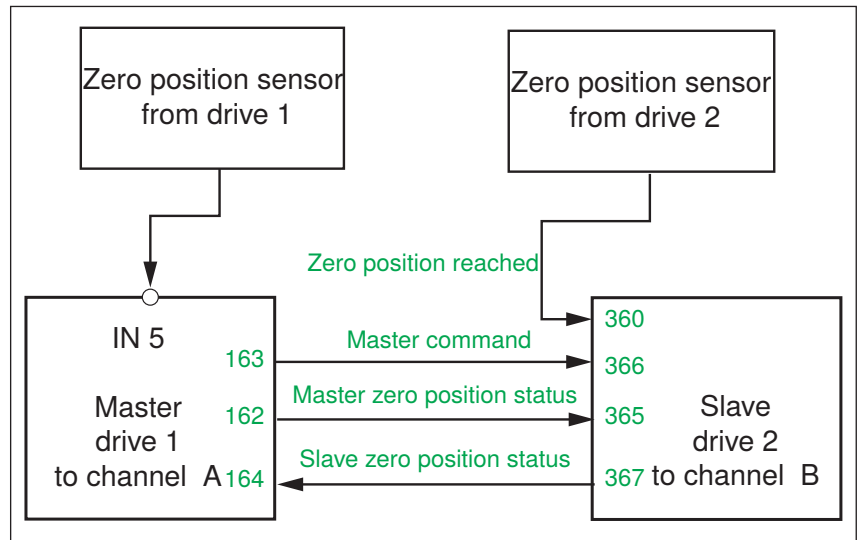 Zero position sensor
from drive 1
Zero position sensor
from drive 2
Zero position reached
IN 5
163
Master command
360
366
Master
drive 1
to channel A
162
Master zero position status
365
164
Slave zero position status
367
Slave
drive 2
to channel B